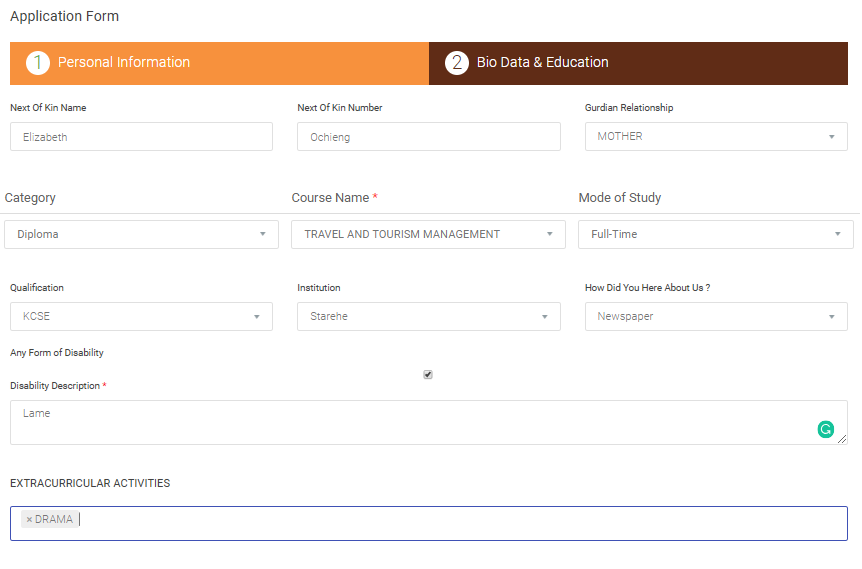 Application Form
1 Personal Information 2 Bio Data & Education
Next Of Kin Name Next Of Kin Number Gurdian Relationship
Elizabeth Ochieng MOTHER
Category Course Name * Mode of Study
Diploma TRAVEL AND TOURISM MANAGEMENT Full-Time
Qualification Institution How Did You Here About Us ?
KCSE Starehe Newspaper
Any Form of Disability
Disability Description *
Lame
EXTRACURRICULAR ACTIVITIES
× DRAMA